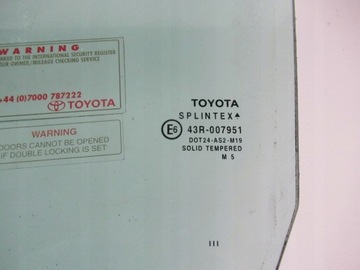 WARNING
LINKED TO THE INTERNATIONAL SECURITY REGISTER
OUR OWNER/MILEAGE CHECKING SERVICE
+44 (0)7000 787222
TOYOTA
WARNING
DOORS CANNOT BE OPENED
IF DOUBLE LOCKING IS SET
TOYOTA
SPLINTEX
E6 43R-007951
DOT24-AS2-M19
SOLID TEMPERED
M 5
III